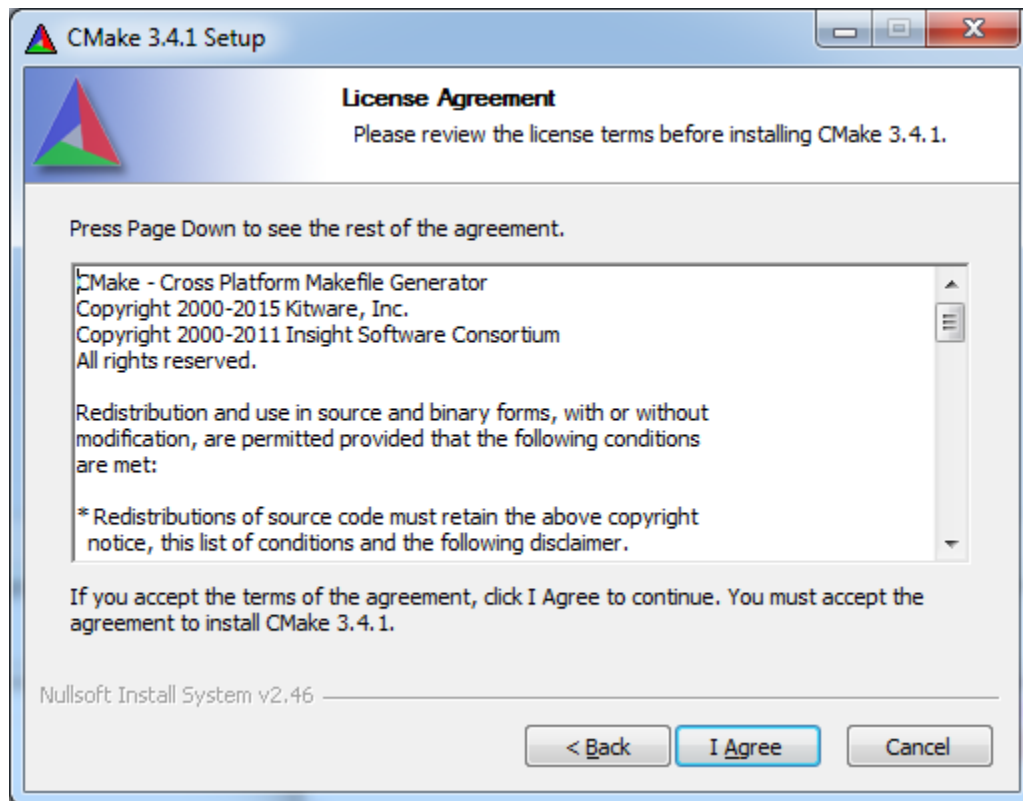 CMake 3.4.1 Setup
License Agreement
Please review the license terms before installing CMake 3.4.1.
Press Page Down to see the rest of the agreement.
CMake - Cross Platform Makefile Generator
Copyright 2000-2015 Kitware, Inc.
Copyright 2000-2011 Insight Software Consortium
All rights reserved.
Redistribution and use in source and binary forms, with or without
modification, are permitted provided that the following conditions
are met:
* Redistributions of source code must retain the above copyright
notice, this list of conditions and the following disclaimer.
If you accept the terms of the agreement, click I Agree to continue. You must accept the
agreement to install CMake 3.4.1.
Nullsoft Install System v2.46
< Back I Agree Cancel